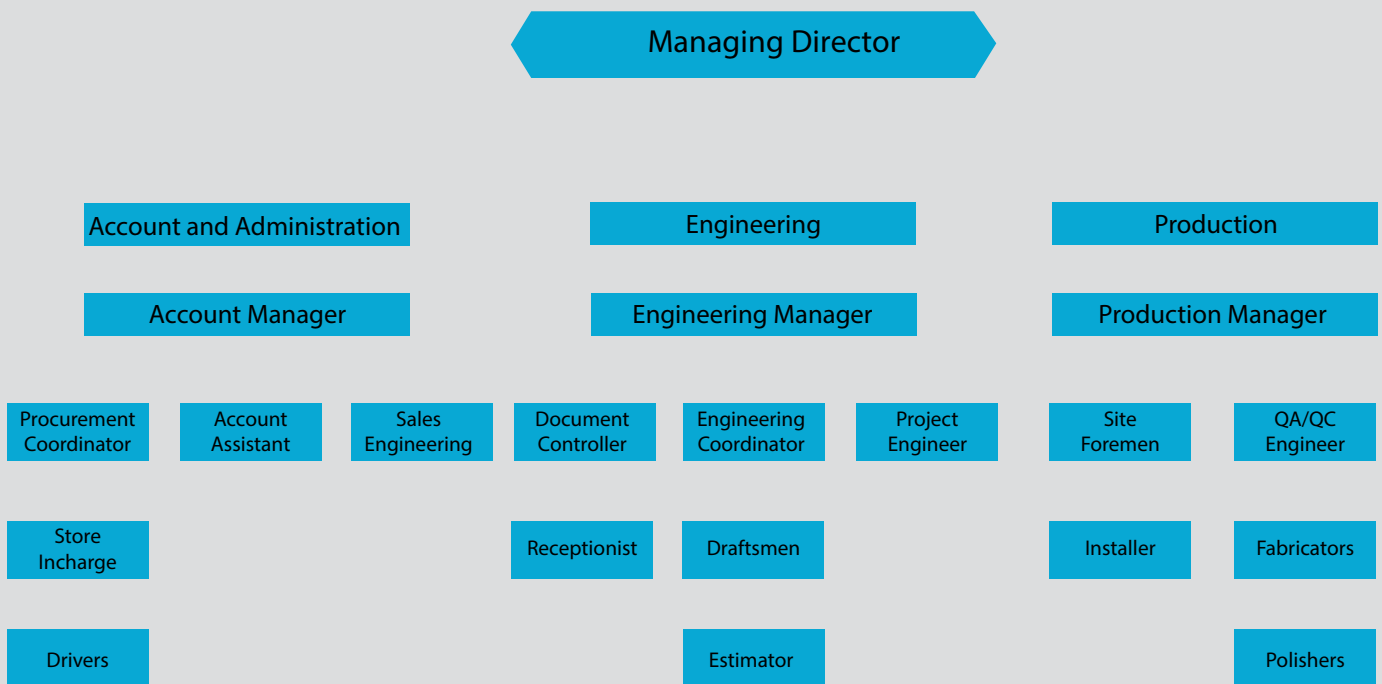 Managing Director
Account and Administration
Engineering
Production
Account Manager
Engineering Manager
Production Manager
Procurement
Coordinator
Account
Assistant
Sales
Engineering
Document
Controller
Engineering
Coordinator
Project
Engineer
Site
Foremen
QA/QC
Engineer
Store
Incharge
Receptionist
Draftsmen
Installer
Fabricators
Drivers
Estimator
Polishers